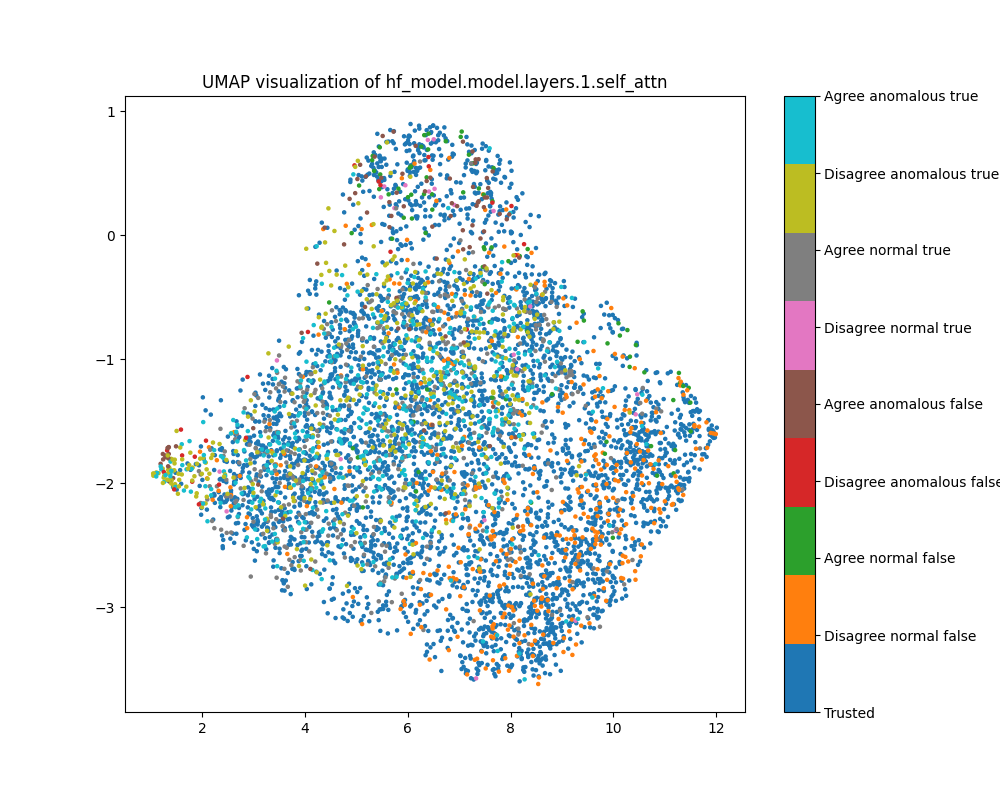 UMAP visualization of hf_model.model.layers.1.self_attn
1
0
−1
−2
−3
2
4
6
8
10
12
Agree anomalous true
Disagree anomalous true
Agree normal true
Disagree normal true
Agree anomalous false
Disagree anomalous false
Agree normal false
Disagree normal false
Trusted